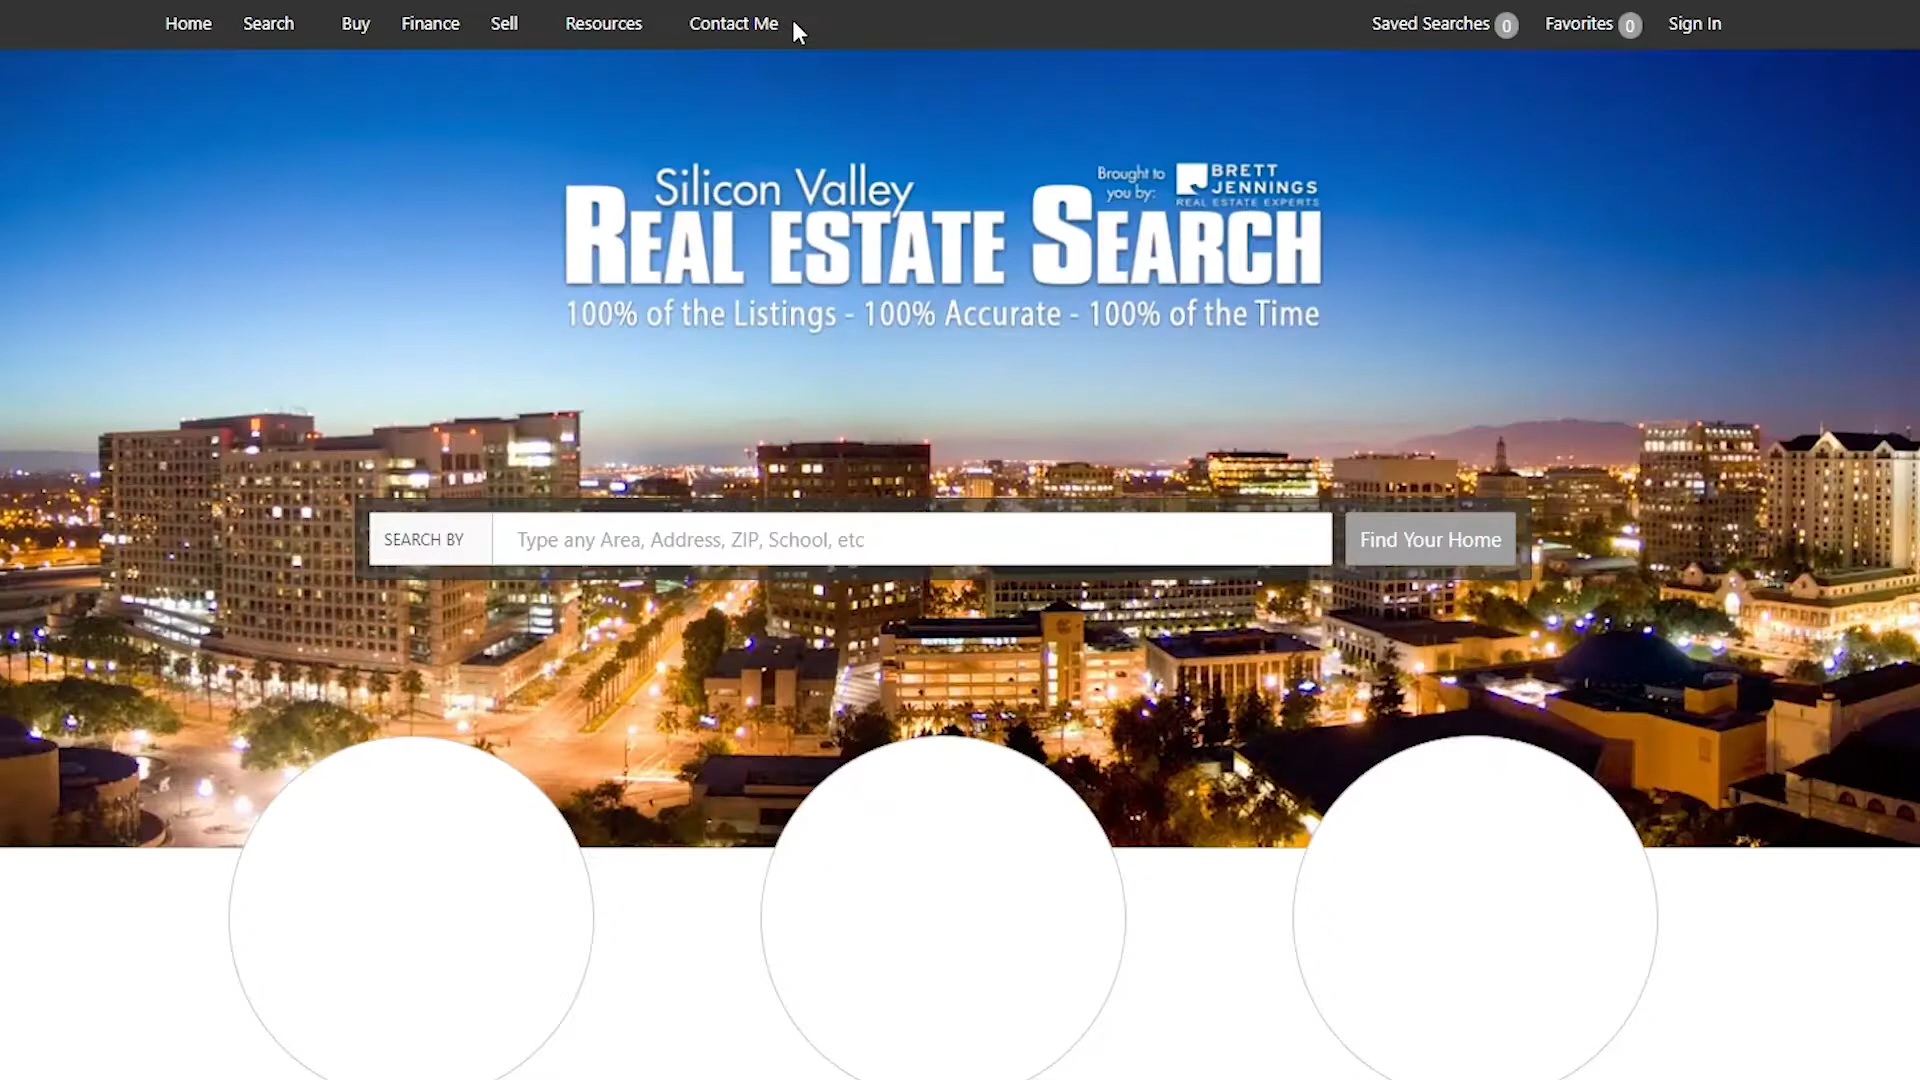 Home Search Buy Finance Sell Resources Contact Me Saved Searches 0 Favorites 0 Sign In
Silicon Valley
Brought to you by:
BRETT JENNINGS
REAL ESTATE EXPERTS
REAL ESTATE SEARCH
100% of the Listings - 100% Accurate - 100% of the Time
SEARCH BY Type any Area, Address, ZIP, School, etc Find Your Home